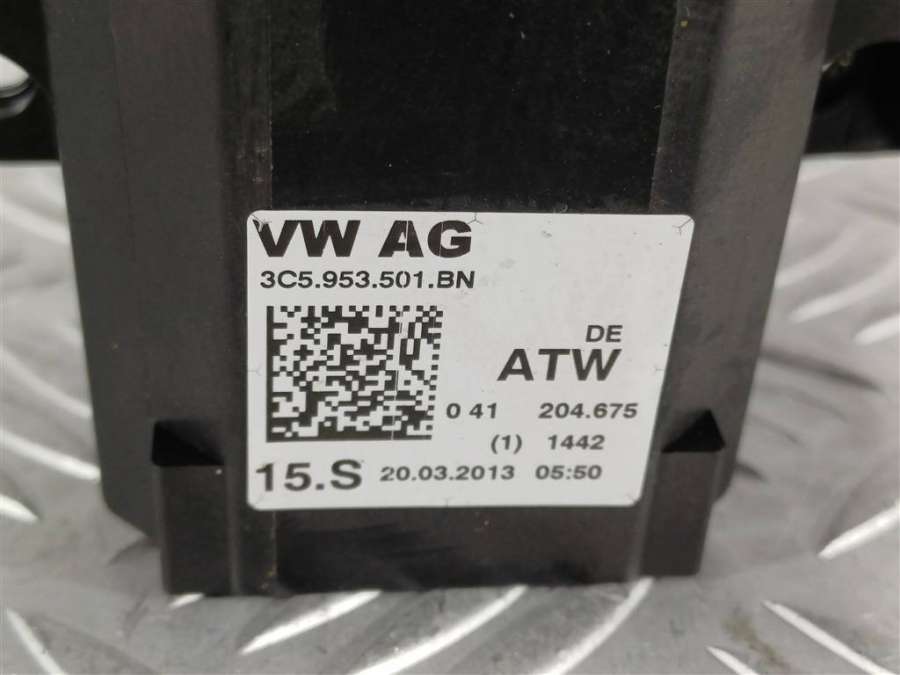 VW AG
3C5.953.501.BN
DE
ATW
0 41 204.675
(1) 1442
15.S 20.03.2013 05:50